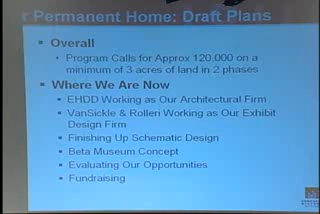 r Permanent Home: Draft Plans
Overall
Program Calls for Approx 120,000 on a
minimum of 3 acres of land in 2 phases
Where We Are Now
EHDD Working as Our Architectural Firm
VanSickle & Rolleri Working as Our Exhibit
Design Firm
Finishing Up Schematic Design
Beta Museum Concept
Evaluating Our Opportunities
Fundraising